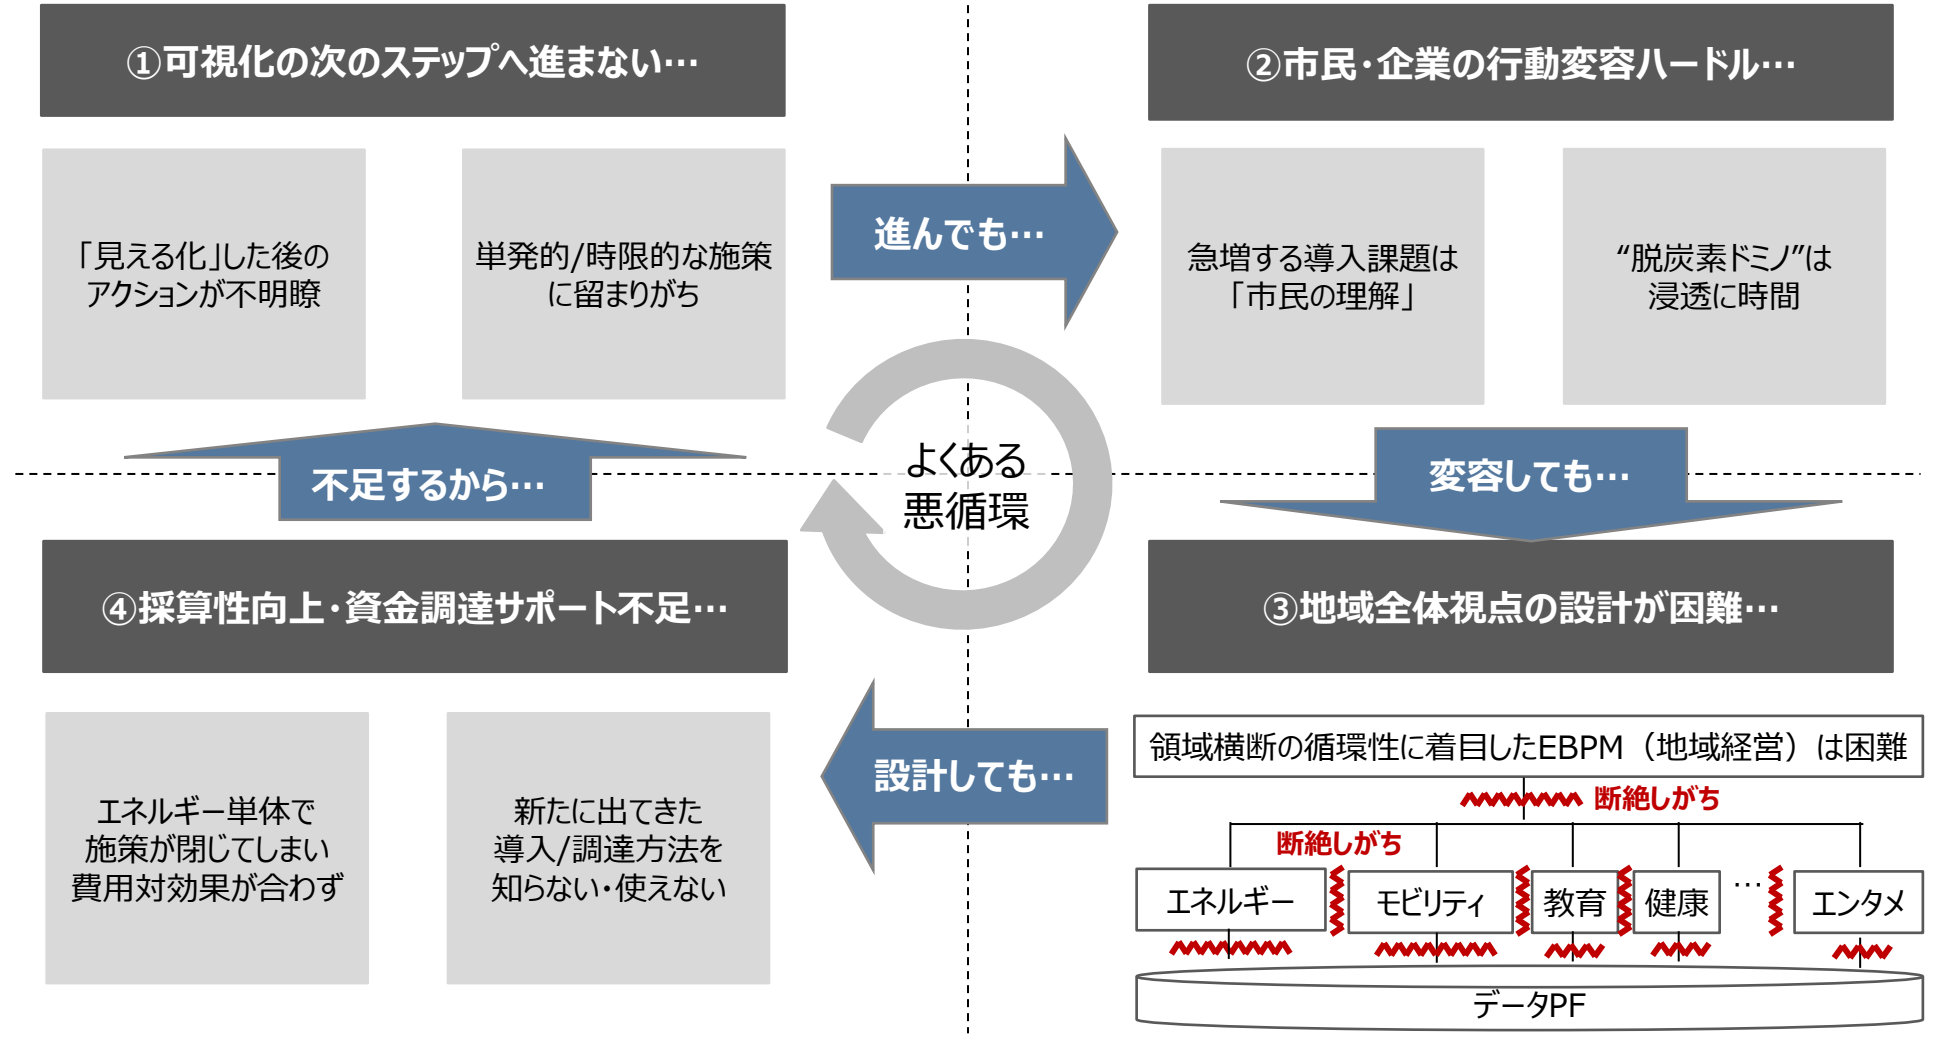 ①可視化の次のステップへ進まない…
「見える化」した後の
アクションが不明瞭
単発的/時限的な施策
に留まりがち
進んでも…
②市民・企業の行動変容ハードル…
急増する導入課題は
「市民の理解」
“脱炭素ドミノ”は
浸透に時間
よくある
悪循環
変容しても…
③地域全体視点の設計が困難…
領域横断の循環性に着目したEBPM（地域経営）は困難
断絶しがち
断絶しがち
エネルギー
モビリティ
教育
健康
…
エンタメ
データPF
設計しても…
④採算性向上・資金調達サポート不足…
エネルギー単体で
施策が閉じてしまい
費用対効果が合わず
新たに出てきた
導入/調達方法を
知らない・使えない
不足するから…